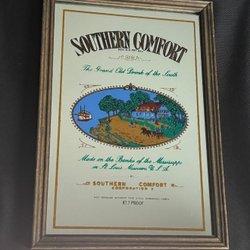 SOUTHERN COMFORT
The Grand Old Drink of the South
Made on the Banks of the Mississippi
in St. Louis Missouri U.S.A.
SOUTHERN COMFORT
CORPORATION